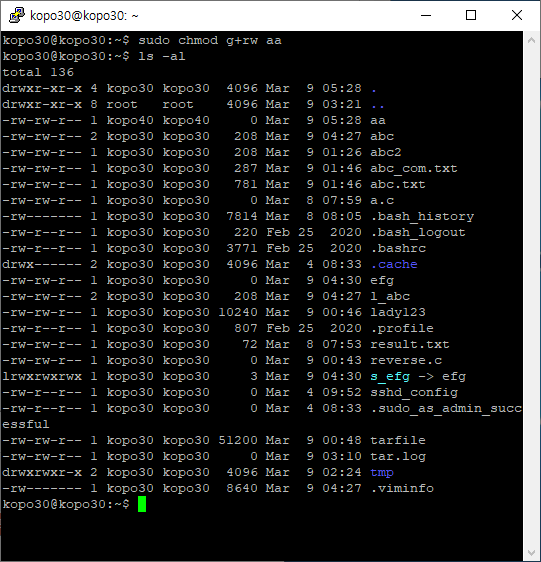 kopo30@kopo30: ~
kopo30@kopo30:~$ sudo chmod g+rw aa
kopo30@kopo30:~$ ls -al
total 136
drwxr-xr-x 4 kopo30 kopo30  4096 Mar  9 05:28 .
drwxr-xr-x 8 root   root    4096 Mar  9 03:21 ..
-rw-rw-r-- 1 kopo40 kopo40     0 Mar  9 05:28 aa
-rw-rw-r-- 2 kopo30 kopo30   208 Mar  9 04:27 abc
-rw-rw-r-- 1 kopo30 kopo30   208 Mar  9 01:26 abc2
-rw-rw-r-- 1 kopo30 kopo30   287 Mar  9 01:46 abc_com.txt
-rw-rw-r-- 1 kopo30 kopo30   781 Mar  9 01:46 abc.txt
-rw-rw-r-- 1 kopo30 kopo30     0 Mar  8 07:59 a.c
-rw------- 1 kopo30 kopo30  7814 Mar  8 08:05 .bash_history
-rw-r--r-- 1 kopo30 kopo30   220 Feb 25  2020 .bash_logout
-rw-r--r-- 1 kopo30 kopo30  3771 Feb 25  2020 .bashrc
drwx------ 2 kopo30 kopo30  4096 Mar  4 08:33 .cache
-rw-rw-r-- 1 kopo30 kopo30     0 Mar  9 04:30 efg
-rw-rw-r-- 2 kopo30 kopo30   208 Mar  9 04:27 l_abc
-rw-rw-r-- 1 kopo30 kopo30 10240 Mar  9 00:46 lady123
-rw-r--r-- 1 kopo30 kopo30   807 Feb 25  2020 .profile
-rw-rw-r-- 1 kopo30 kopo30    72 Mar  8 07:53 result.txt
-rw-rw-r-- 1 kopo30 kopo30     0 Mar  9 00:43 reverse.c
lrwxrwxrwx 1 kopo30 kopo30     3 Mar  9 04:30 s_efg -> efg
-rw-rw-r-- 1 kopo30 kopo30     0 Mar  4 09:52 sshd_config
-rw-r--r-- 1 kopo30 kopo30     0 Mar  4 08:33 .sudo_as_admin_succ
essful
-rw-rw-r-- 1 kopo30 kopo30 51200 Mar  9 00:48 tarfile
-rw-rw-r-- 1 kopo30 kopo30     0 Mar  9 03:10 tar.log
drwxrwxr-x 2 kopo30 kopo30  4096 Mar  9 02:24 tmp
-rw------- 1 kopo30 kopo30  8640 Mar  9 04:27 .viminfo
kopo30@kopo30:~$